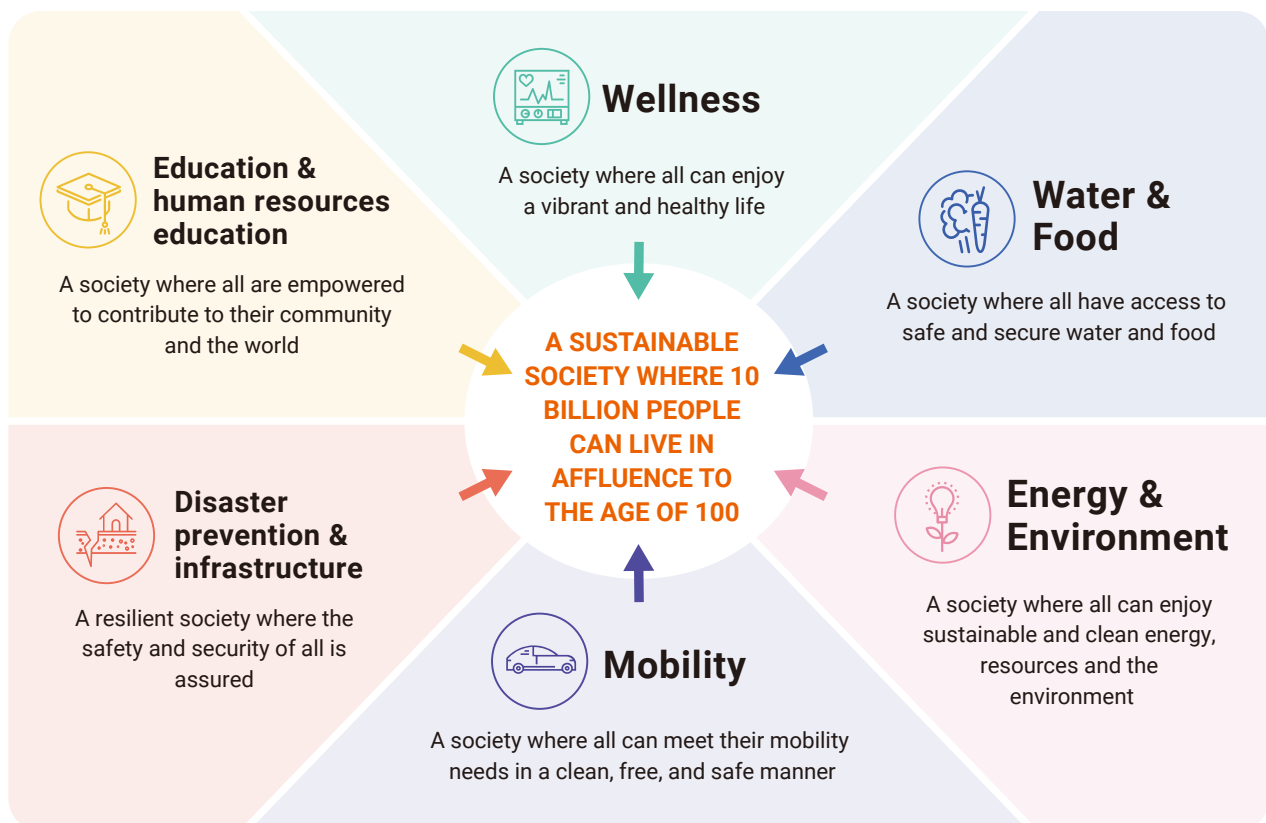 Wellness
A society where all can enjoy
a vibrant and healthy life
Education &
human resources
education
A society where all are empowered
to contribute to their community
and the world
Water &
Food
A society where all have access to
safe and secure water and food
A SUSTAINABLE
SOCIETY WHERE 10
BILLION PEOPLE
CAN LIVE IN
AFFLUENCE TO
THE AGE OF 100
Disaster
prevention &
infrastructure
A resilient society where the
safety and security of all is
assured
Energy &
Environment
A society where all can enjoy
sustainable and clean energy,
resources and the
environment
Mobility
A society where all can meet their mobility
needs in a clean, free, and safe manner